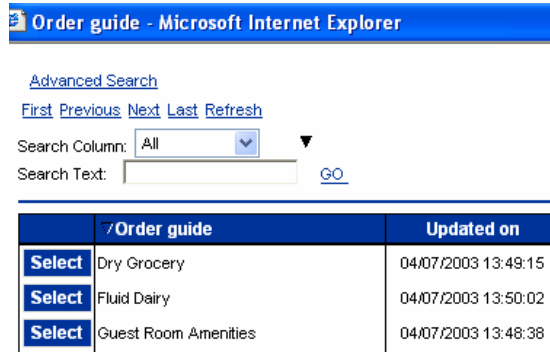 Order guide - Microsoft Internet Explorer
Advanced Search
First Previous Next Last Refresh
Search Column: All
Search Text: GO
Order guide Updated on
Select Dry Grocery 04/07/2003 13:49:15
Select Fluid Dairy 04/07/2003 13:50:02
Select Guest Room Amenities 04/07/2003 13:48:38